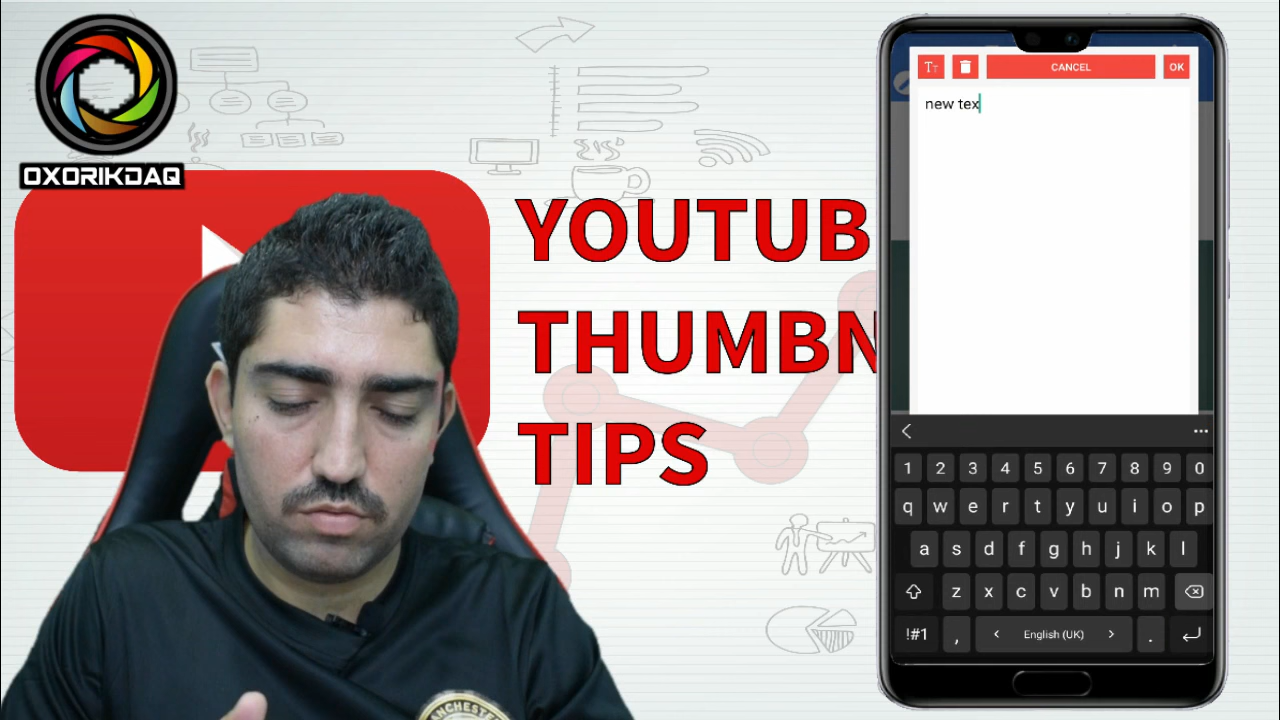 OXORIKDAQ
YOUTUB
THUMBN
TIPS
TT CANCEL OK
new tex
1 2 3 4 5 6 7 8 9 0
q w e r t y u i o p
a s d f g h j k l
z x c v b n m
!#1 , < English (UK) > .